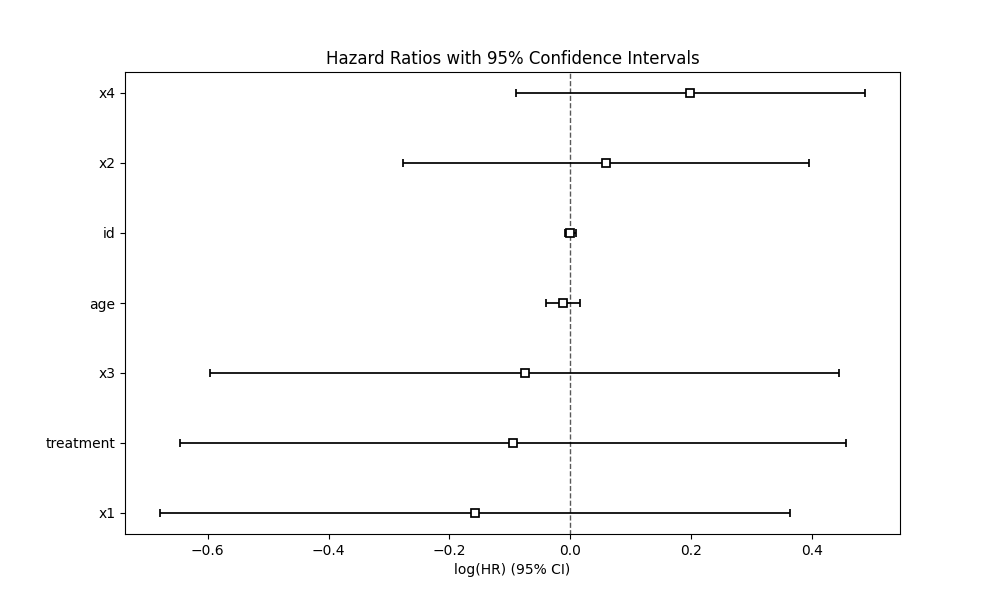 Hazard Ratios with 95% Confidence Intervals
x4
x2
id
age
x3
treatment
x1
−0.6 −0.4 −0.2 0.0 0.2 0.4
log(HR) (95% CI)